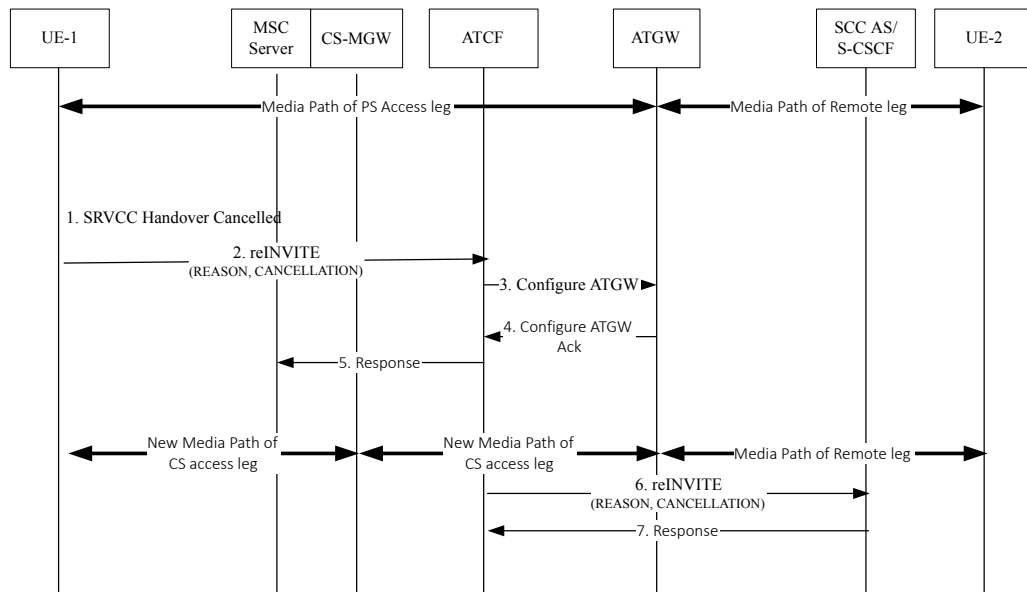 UE-1
MSC
Server
CS-MGW
ATCF
ATGW
SCC AS/
S-CSCF
UE-2
Media Path of PS Access leg
Media Path of Remote leg
1. SRVCC Handover Cancelled
2. reINVITE
(REASON, CANCELLATION)
3. Configure ATGW
4. Configure ATGW
Ack
5. Response
New Media Path of
CS access leg
New Media Path of
CS access leg
Media Path of Remote leg
6. reINVITE
(REASON, CANCELLATION)
7. Response